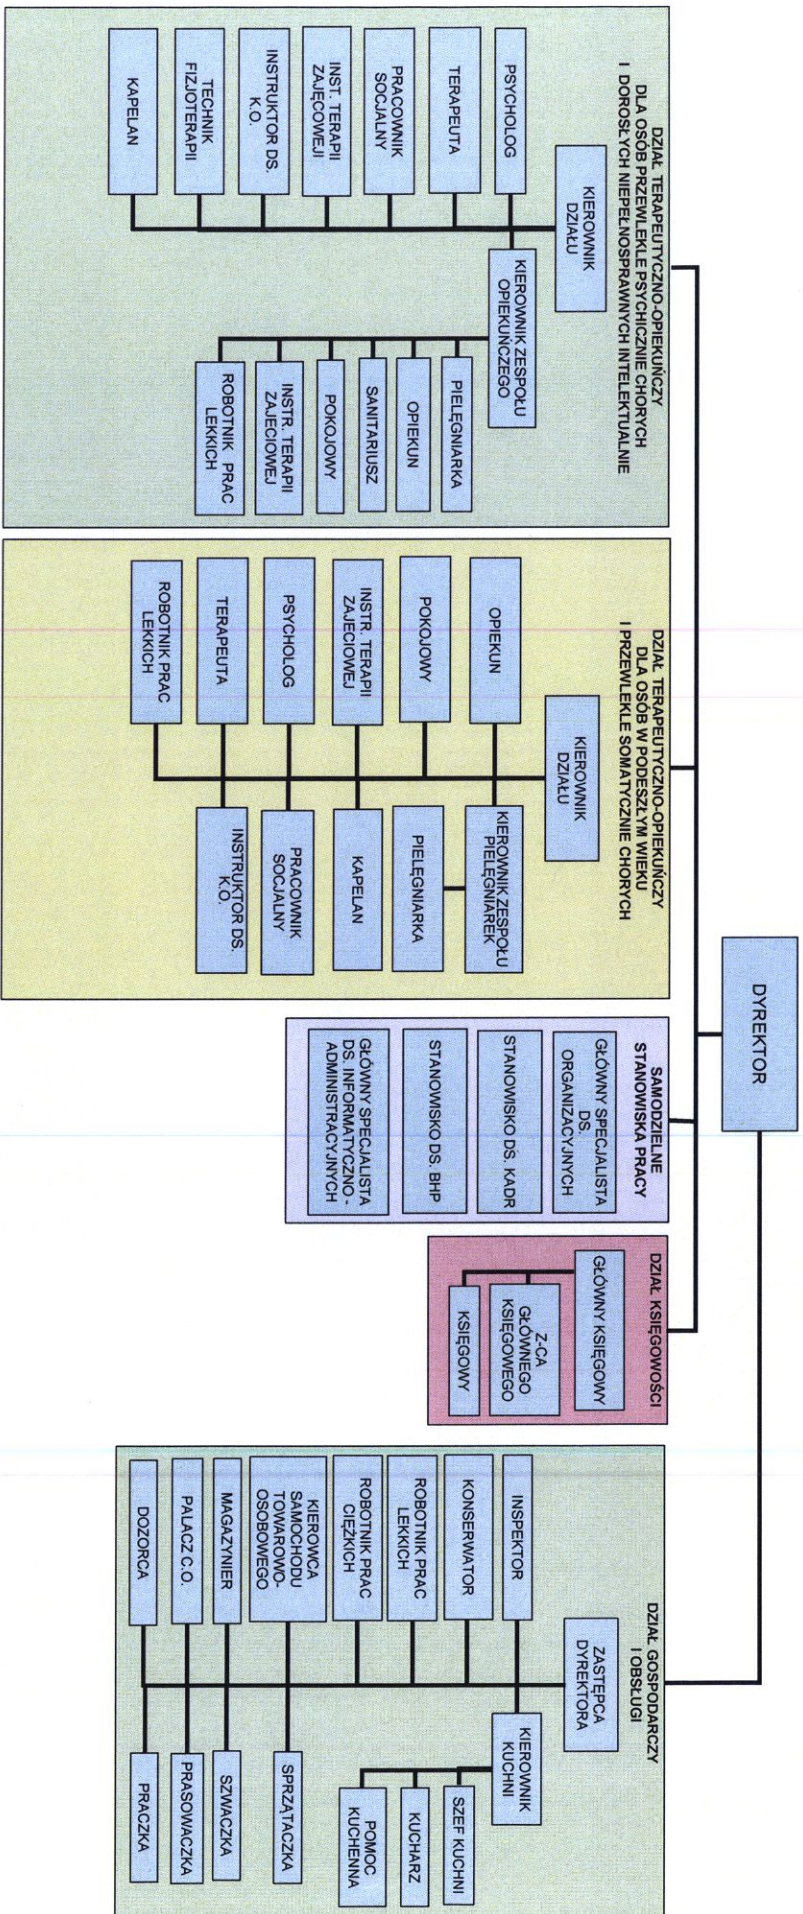 DYREKTOR
DZIAŁ TERAPEUTYCZNO-OPIEKUŃCZY
DLA OSÓB PRZEWLEKLE PSYCHICZNIE CHORYCH
I DOROSŁYCH NIEPEŁNOSPRAWNYCH INTELEKTUALNIE
KIEROWNIK
DZIAŁU
PSYCHOLOG
TERAPEUTA
PRACOWNIK
SOCJALNY
INST. TERAPII
ZAJĘCOWEJI
INSTRUKTOR DS.
K.O.
TECHNIK
FIZJOTERAPII
KAPELAN
KIEROWNIK ZESPOŁU
OPIEKUŃCZEGO
PIELĘGNIARKA
OPIEKUN
SANITARIUSZ
POKOJOWY
INSTR. TERAPII
ZAJECIOWEJ
ROBOTNIK PRAC
LEKKICH
DZIAŁ TERAPEUTYCZNO-OPIEKUŃCZY
DLA OSÓB W PODESZŁYM WIEKU
I PRZEWLEKLE SOMATYCZNIE CHORYCH
KIEROWNIK
DZIAŁU
OPIEKUN
POKOJOWY
INSTR. TERAPII
ZAJECIOWEJ
PSYCHOLOG
TERAPEUTA
ROBOTNIK PRAC
LEKKICH
KIEROWNIK ZESPOŁU
PIELĘGNIAREK
PIELĘGNIARKA
KAPELAN
PRACOWNIK
SOCJALNY
INSTRUKTOR DS.
K.O.
SAMODZIELNE
STANOWISKA PRACY
GŁÓWNY SPECJALISTA
DS.
ORGANIZACYJNYCH
STANOWISKO DS. KADR
STANOWISKO DS. BHP
GŁÓWNY SPECJALISTA
DS. INFORMATYCZNO -
ADMINISTRACYJNYCH
DZIAŁ KSIĘGOWOŚCI
GŁÓWNY KSIĘGOWY
Z-CA
GŁÓWNEGO
KSIĘGOWEGO
KSIĘGOWY
DZIAŁ GOSPODARCZY
I OBSŁUGI
ZASTĘPCA
DYREKTORA
INSPEKTOR
KONSERWATOR
ROBOTNIK PRAC
LEKKICH
ROBOTNIK PRAC
CIĘŻKICH
KIEROWCA
SAMOCHODU
TOWAROWO-
OSOBOWEGO
MAGAZYNIER
PALACZ C.O.
DOZORCA
KIEROWNIK
KUCHNI
SZEF KUCHNI
KUCHARZ
POMOC
KUCHENNA
SPRZĄTACZKA
SZWACZKA
PRASOWACZKA
PRACZKA